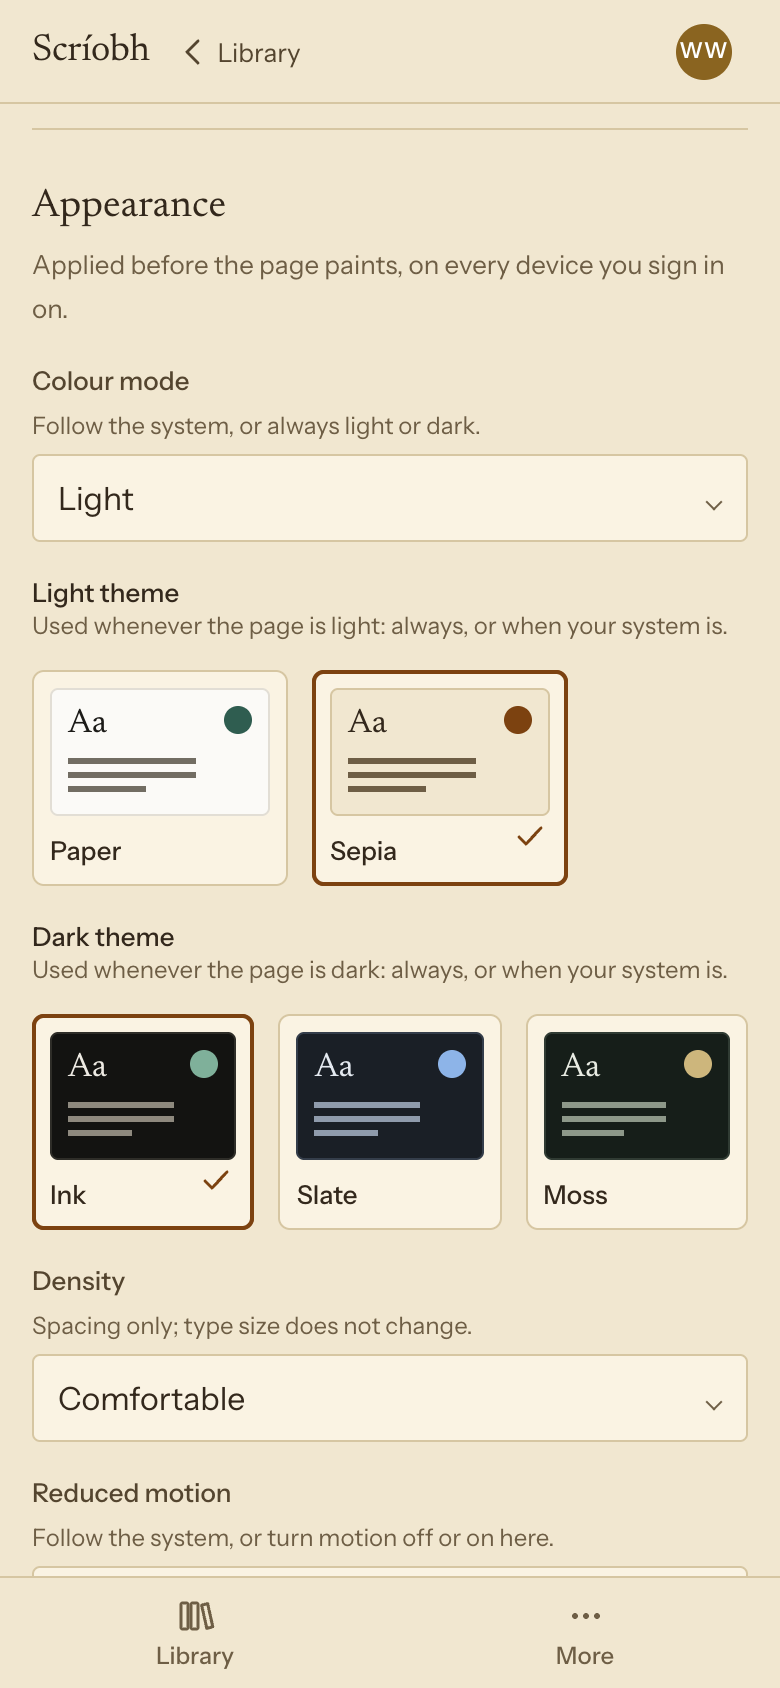 Scríobh
Library
WW
Appearance
Applied before the page paints, on every device you sign in
on.
Colour mode
Follow the system, or always light or dark.
Light
Light theme
Used whenever the page is light: always, or when your system is.
Aa
Aa
Paper
Sepia
Dark theme
Used whenever the page is dark: always, or when your system is.
Aa
Aa
Aa
Ink
Slate
Moss
Density
Spacing only; type size does not change.
Comfortable
Reduced motion
Follow the system, or turn motion off or on here.
Library
More